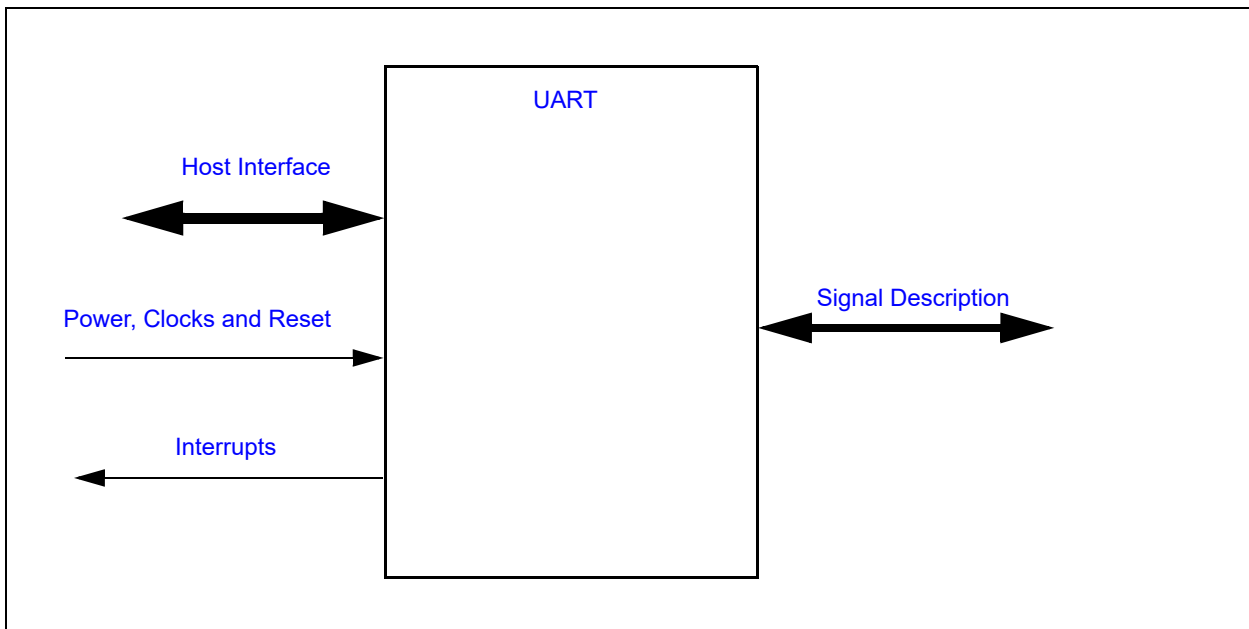 UART
Host Interface
Signal Description
Power, Clocks and Reset
Interrupts